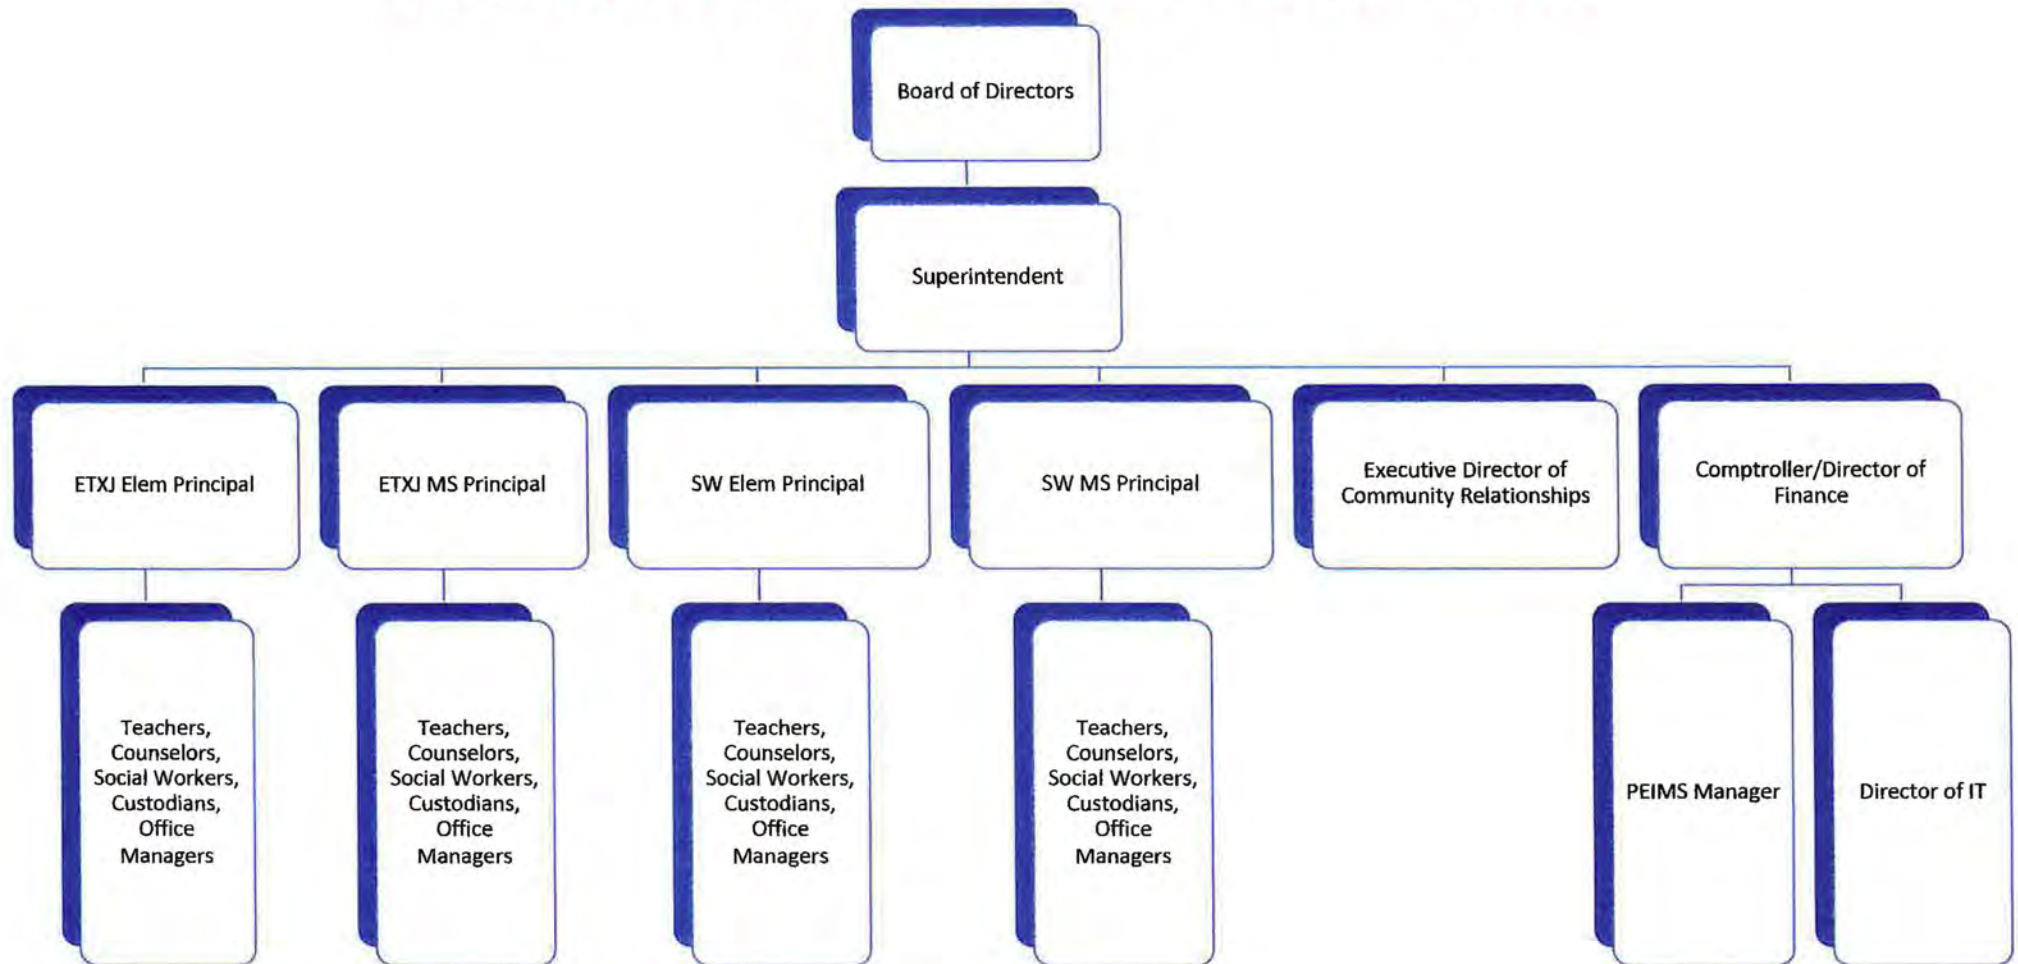 Board of Directors
Superintendent
ETXJ Elem Principal
ETXJ MS Principal
SW Elem Principal
SW MS Principal
Executive Director of
Community Relationships
Comptroller/Director of
Finance
Teachers,
Counselors,
Social Workers,
Custodians,
Office
Managers
Teachers,
Counselors,
Social Workers,
Custodians,
Office
Managers
Teachers,
Counselors,
Social Workers,
Custodians,
Office
Managers
Teachers,
Counselors,
Social Workers,
Custodians,
Office
Managers
PEIMS Manager
Director of IT